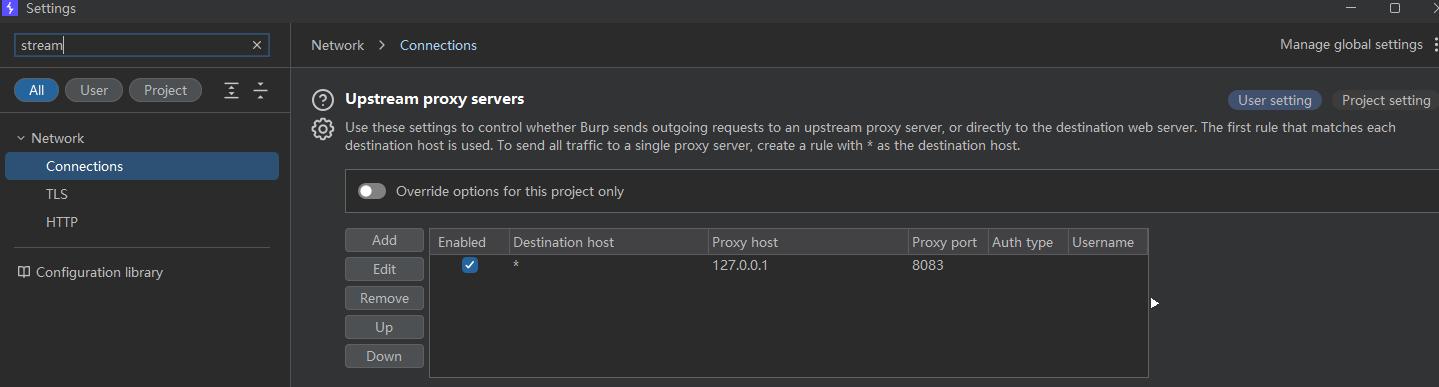 Settings
stream
All
User
Project
Network
Connections
TLS
HTTP
Configuration library
Network > Connections
Manage global settings
Upstream proxy servers
User setting
Project setting
Use these settings to control whether Burp sends outgoing requests to an upstream proxy server, or directly to the destination web server. The first rule that matches each
destination host is used. To send all traffic to a single proxy server, create a rule with * as the destination host.
Override options for this project only
Add
Edit
Remove
Up
Down
Enabled Destination host Proxy host Proxy port Auth type Username
* 127.0.0.1 8083